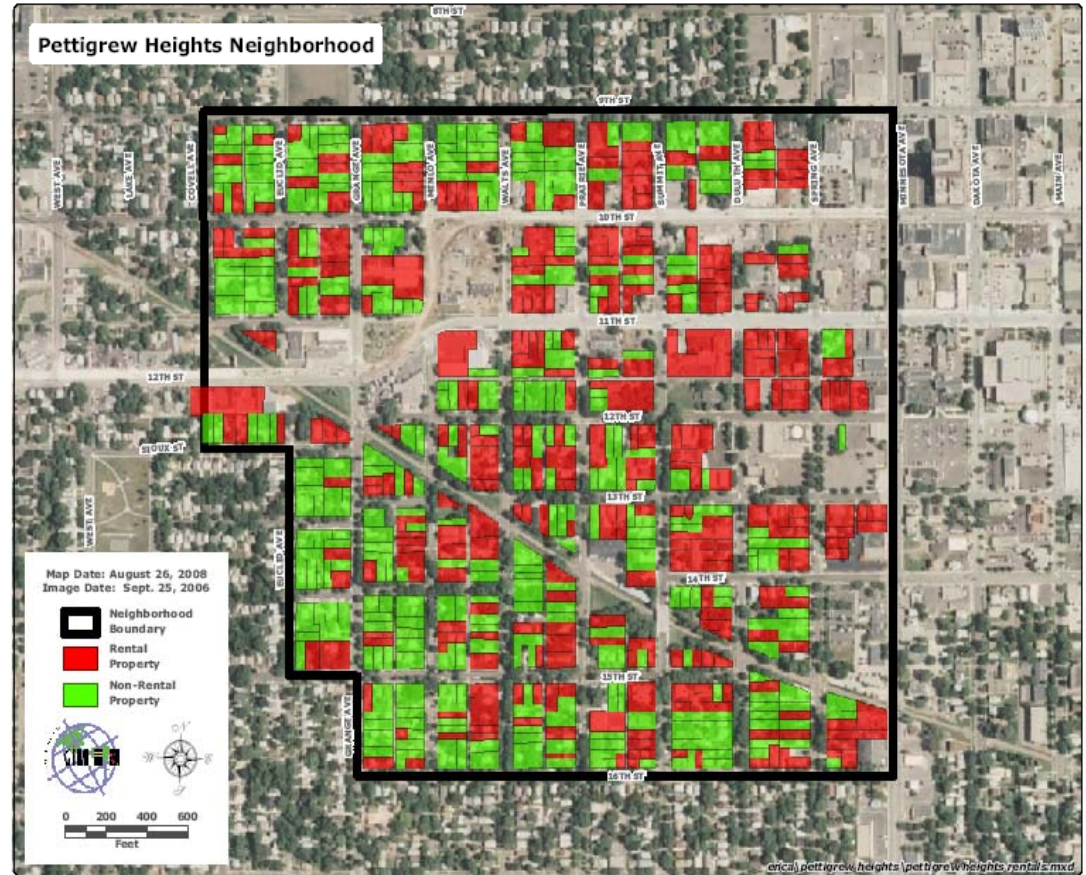 8TH ST
Pettigrew Heights Neighborhood
9TH ST
WEST AVE
LAKE AVE
COVELL AVE
EUCLID AVE
GRANGE AVE
MENLO AVE
WALTS AVE
PRAIRIE AVE
SUMMIT AVE
DULUTH AVE
SPRING AVE
MINNESOTA AVE
DAKOTA AVE
MAIN AVE
10TH ST
11TH ST
12TH ST
12TH ST
SIOUX ST
13TH ST
WEST AVE
EUCLID AVE
14TH ST
15TH ST
GRANGE AVE
16TH ST
Map Date: August 26, 2008
Image Date: Sept. 25, 2006
Neighborhood
Boundary
Rental
Property
Non-Rental
Property
N
W
E
S
0 200 400 600
Feet
erica\pettigrew heights\pettigrew heights rentals.mxd